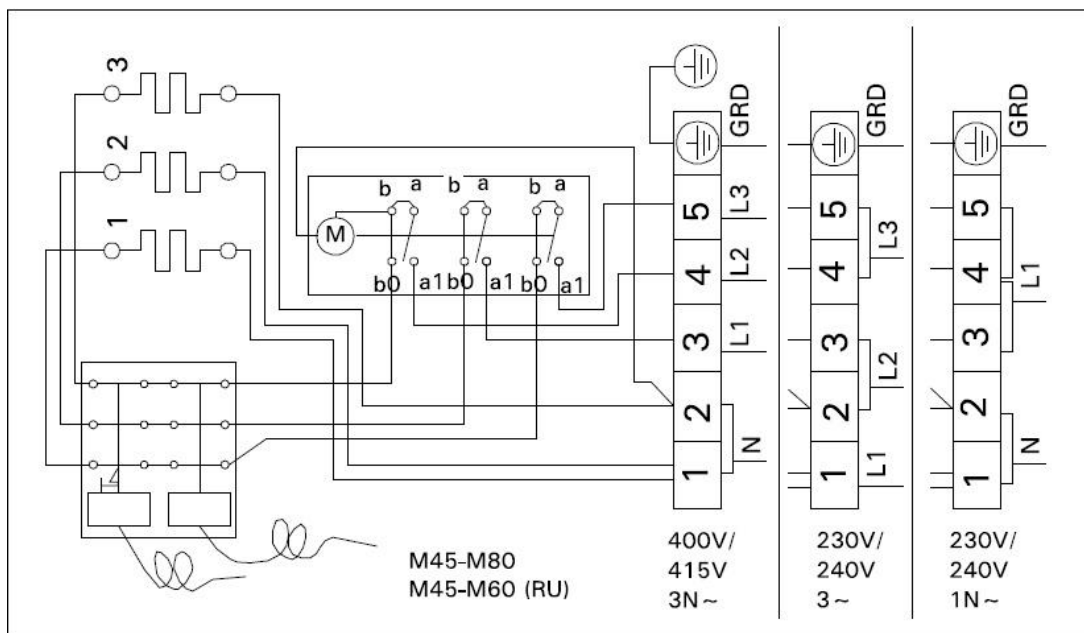 3
2
1
M
b a b a b a
b0 a1 b0 a1 b0 a1
M45-M80
M45-M60 (RU)
GRD
5
4
3
2
1
L3
L2
L1
N
400V/
415V
3N~
GRD
5
4
3
2
1
L3
L2
L1
230V/
240V
3~
GRD
5
4
3
2
1
L1
N
230V/
240V
1N~